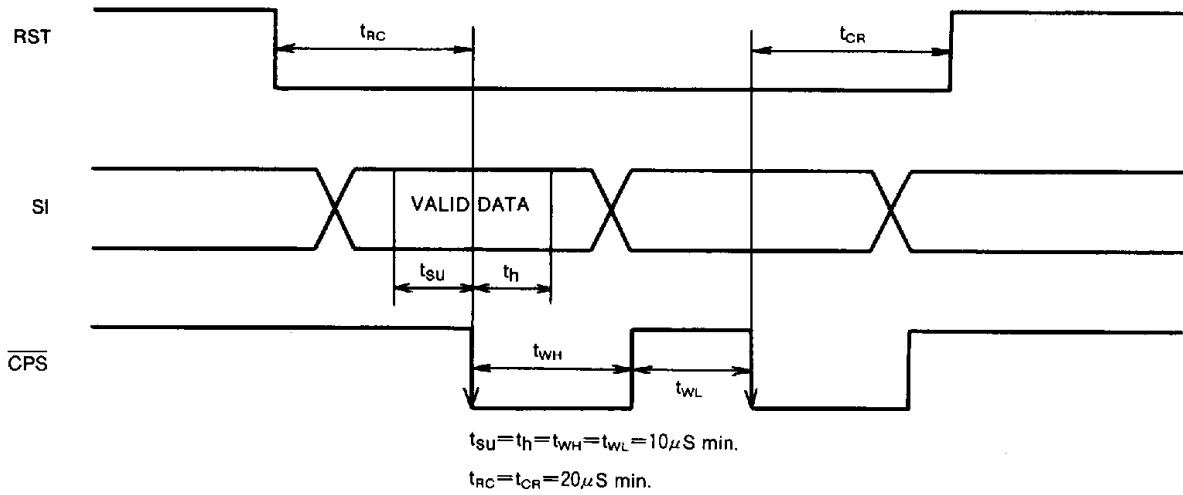 RST
t_RC
t_CR
SI
VALID DATA
t_SU
t_h
C̅P̅S̅
t_WH
t_WL
t_SU=t_h=t_WH=t_WL=10μS min.
t_RC=t_CR=20μS min.